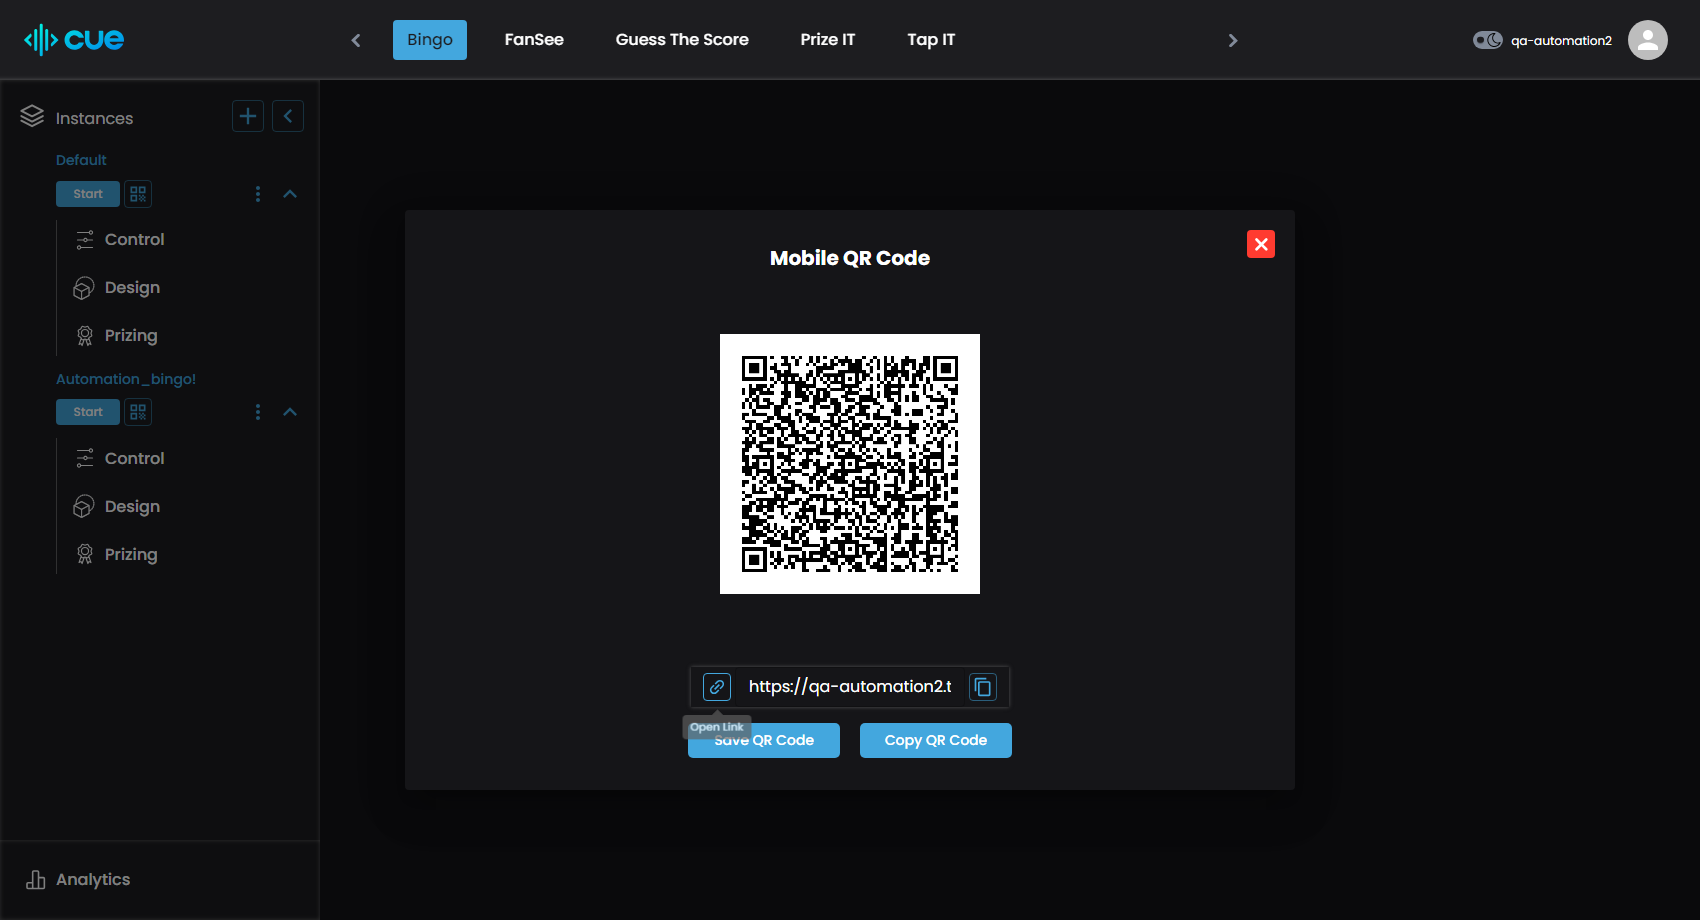 cue
Bingo
FanSee
Guess The Score
Prize IT
Tap IT
qa-automation2
Instances
Default
Start
Control
Design
Prizing
Automation_bingo!
Start
Control
Design
Prizing
Analytics
Mobile QR Code
https://qa-automation2.t
Open Link
Save QR Code
Copy QR Code